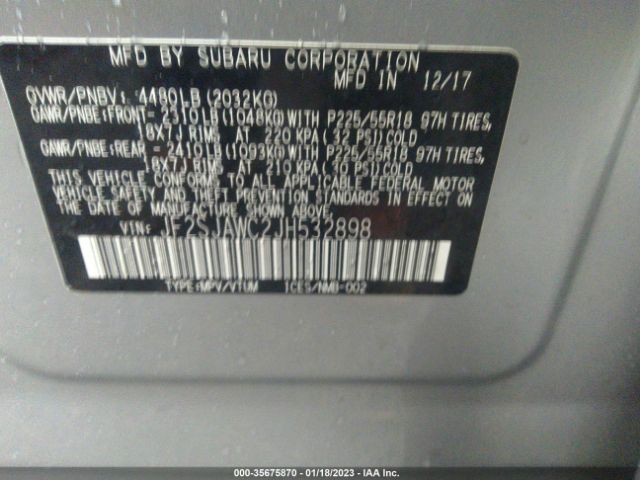 MFD BY SUBARU CORPORATION
MFD IN 12/17
GVWR/PNBV: 4480LB (2032KG)
GAWR/PNBE:FRONT- 2310LB(1048KG)WITH P225/55R18 97H TIRES,
18X7J RIMS AT 220 KPA( 32 PSI)COLD
GAWR/PNBE:REAR - 2410LB(1093KG)WITH P225/55R18 97H TIRES,
18X7J RIMS AT 210 KPA( 30 PSI)COLD
THIS VEHICLE CONFORMS TO ALL APPLICABLE FEDERAL MOTOR
VEHICLE SAFETY AND THEFT PREVENTION STANDARDS IN EFFECT
ON THE DATE OF MANUFACTURE SHOWN ABOVE.
VIN: JF2SJAWC2JH532898
TYPE:MPV/VTUM ICES/NMB-002
000-35675870 | 01/18/2023 - IAA Inc.